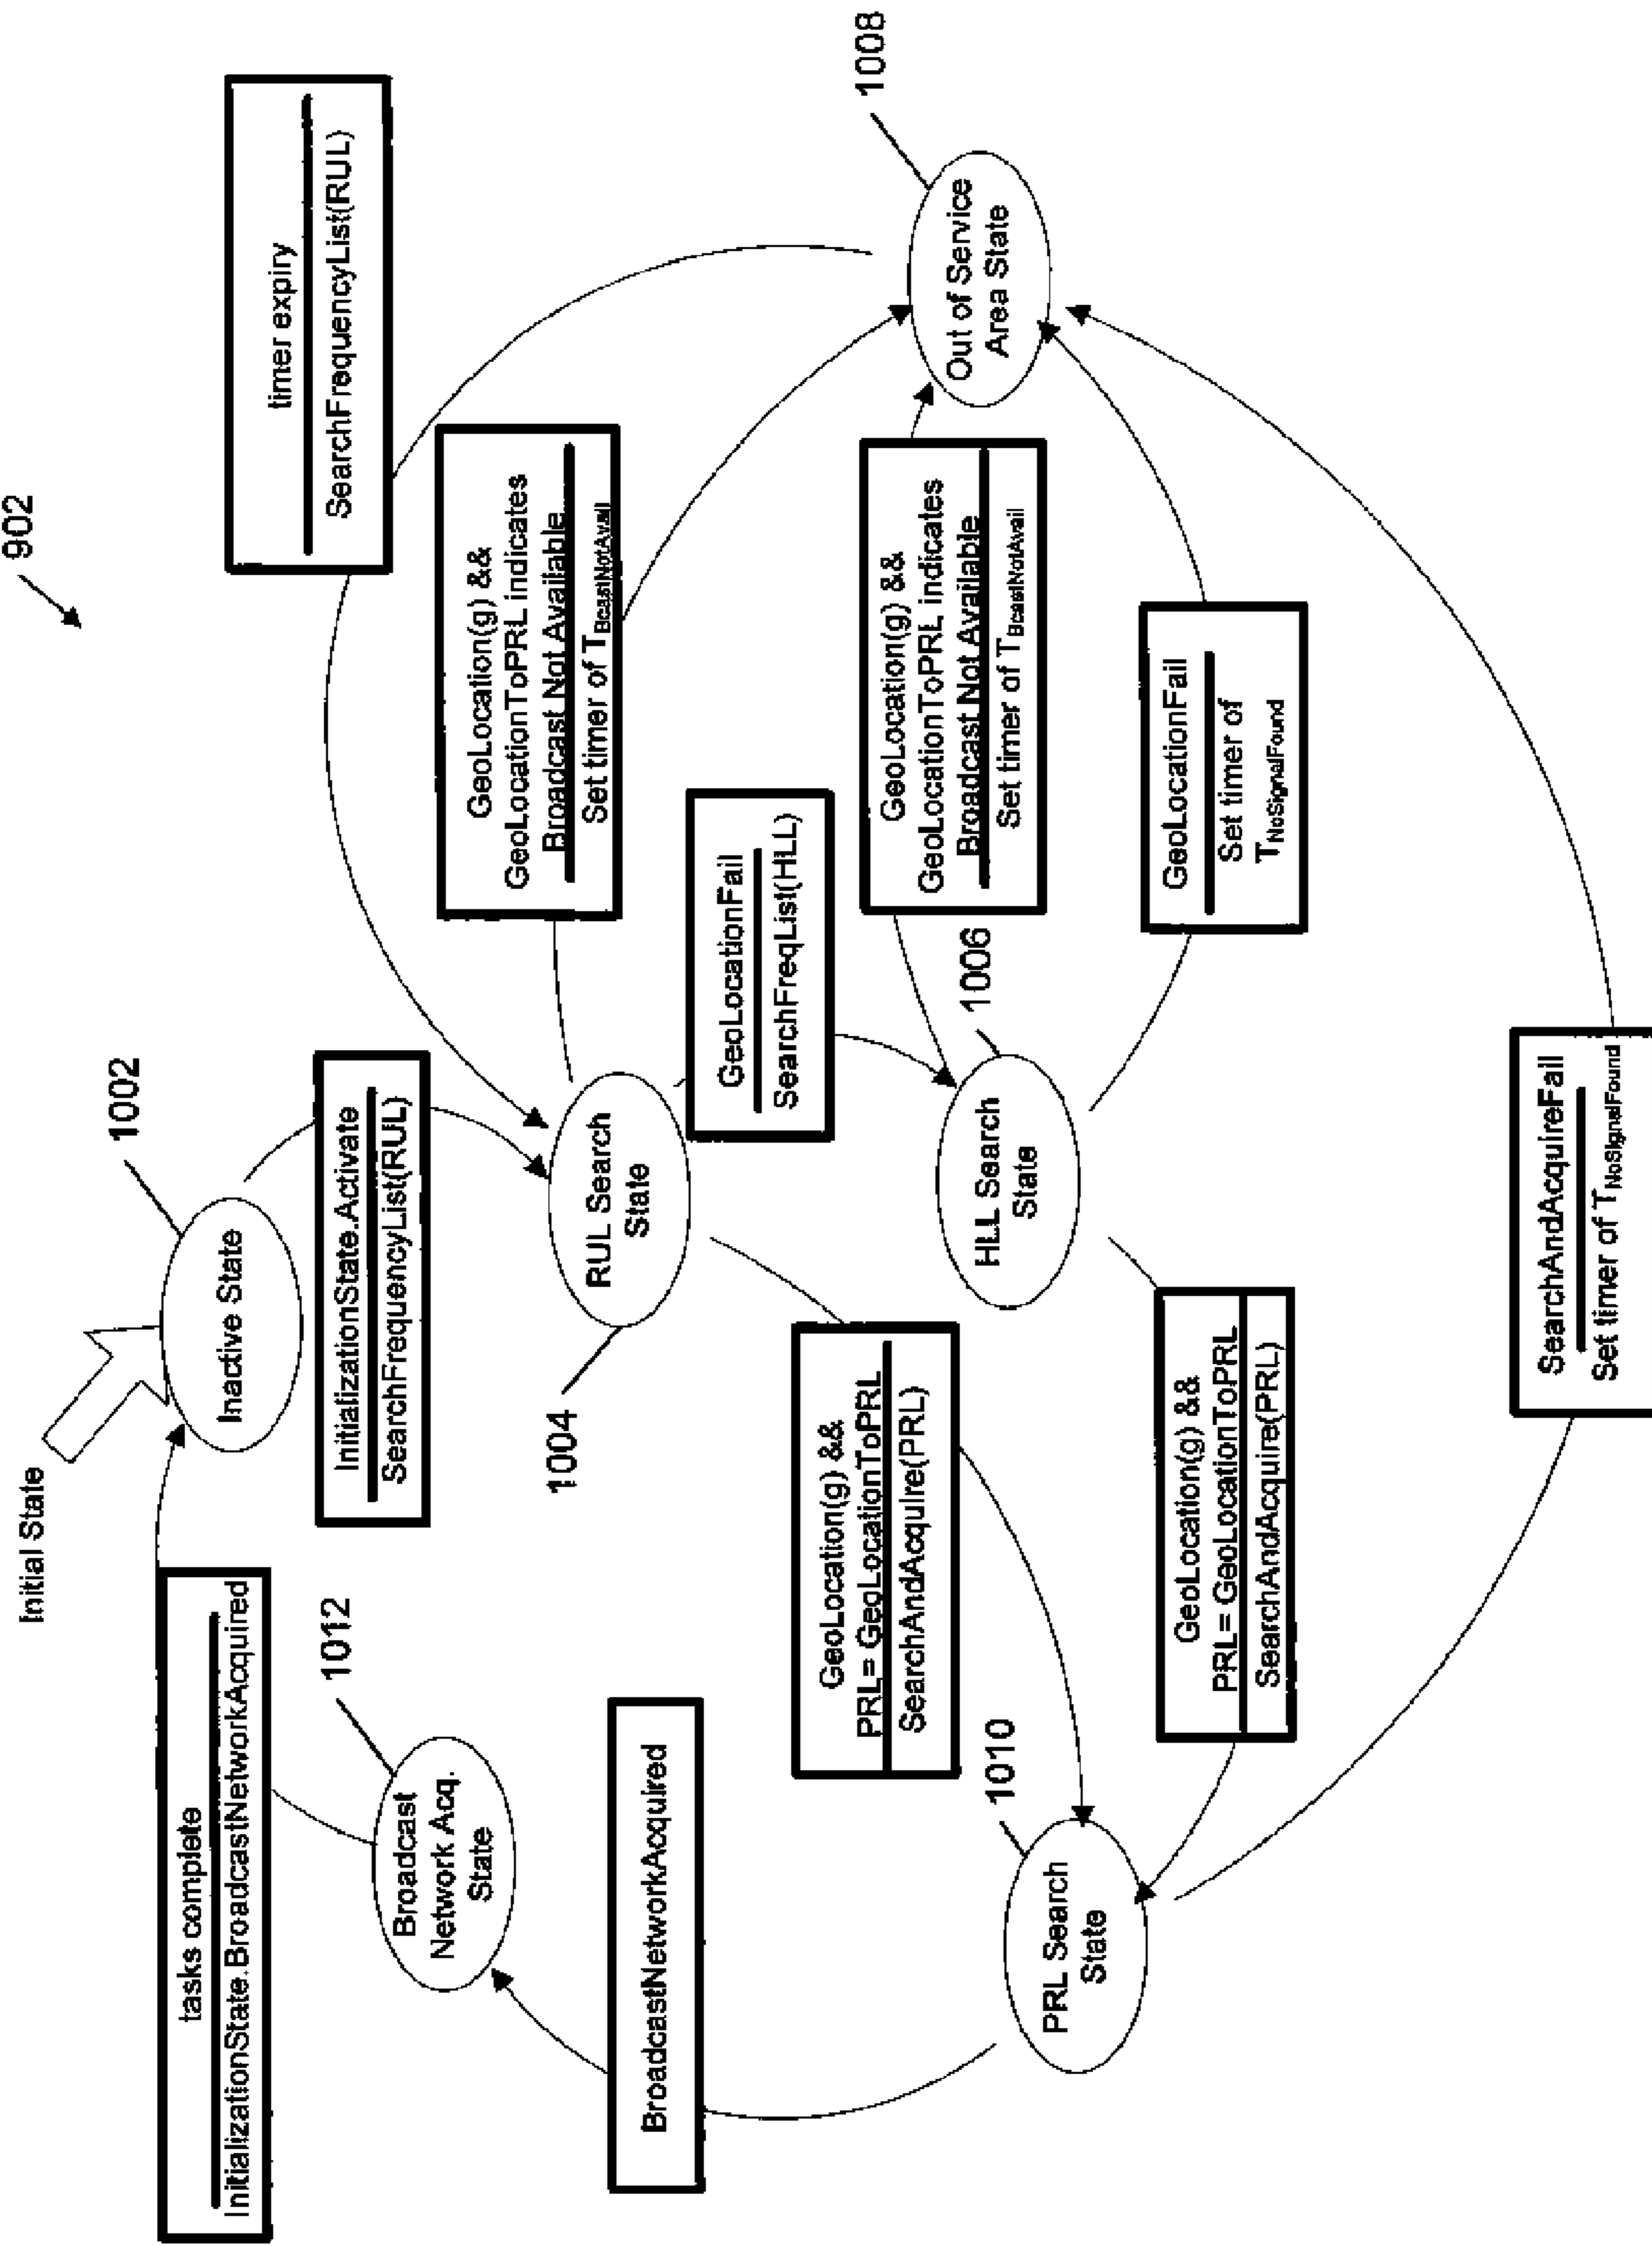 902
Initial State
1002
Inactive State
tasks complete
InitializationState.BroadcastNetworkAcquired
InitializationState.Activate
SearchFrequencyList(RUL)
timer expiry
SearchFrequencyList(RUL)
1012
Broadcast
Network Acq.
State
1004
RUL Search
State
GeoLocation(g) &&
GeoLocationToPRL indicates
Broadcast Not Available
Set timer of TBcastNotAvail
BroadcastNetworkAcquired
GeoLocationFail
SearchFreqList(HLL)
GeoLocation(g) &&
PRL= GeoLocationToPRL
SearchAndAcquire(PRL)
1006
HLL Search
State
GeoLocation(g) &&
GeoLocationToPRL indicates
Broadcast Not Available
Set timer of TBcastNotAvail
1008
Out of Service
Area State
1010
PRL Search
State
GeoLocation(g) &&
PRL= GeoLocationToPRL
SearchAndAcquire(PRL)
GeoLocationFail
Set timer of
TNoSignalFound
SearchAndAcquireFail
Set timer of TNoSignalFound